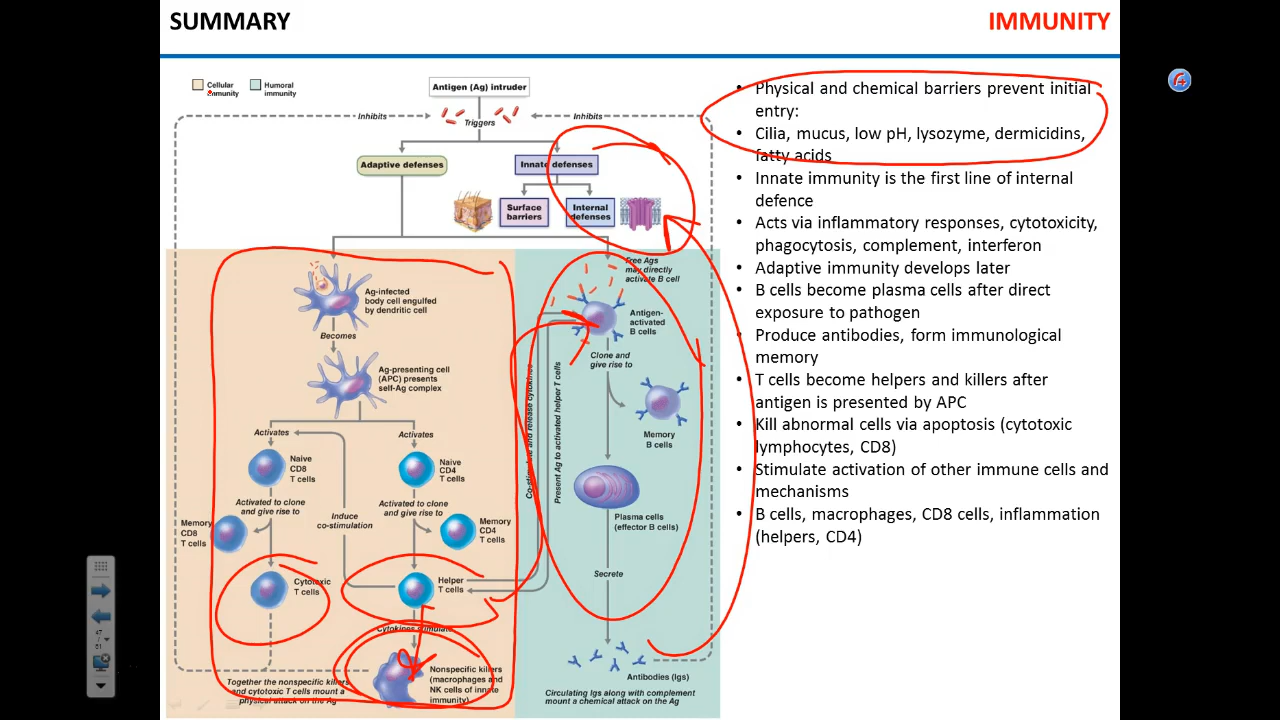 SUMMARY
IMMUNITY
Cellular
immunity
Humoral
immunity
Antigen (Ag) intruder
Inhibits
Triggers
Inhibits
Adaptive defenses
Innate defenses
Surface
barriers
Internal
defenses
Free Ags
may directly
activate B cell
Ag-infected
body cell engulfed
by dendritic cell
Antigen-
activated
B cells
Becomes
Clone and
give rise to
Ag-presenting cell
(APC) presents
self-Ag complex
Memory
B cells
Activates
Activates
Co-stimulate and release cytokines
Present Ag to activated helper T cells
Naive
CD8
T cells
Naive
CD4
T cells
Activated to clone
and give rise to
Activated to clone
and give rise to
Induce
co-stimulation
Memory
CD8
T cells
Memory
CD4
T cells
Plasma cells
(effector B cells)
Cytotoxic
T cells
Helper
T cells
Secrete
Cytokines stimulate
Nonspecific killers
(macrophages and
NK cells of innate
immunity)
Antibodies (Igs)
Together the nonspecific killers
and cytotoxic T cells mount a
physical attack on the Ag
Circulating Igs along with complement
mount a chemical attack on the Ag
• Physical and chemical barriers prevent initial
entry:
• Cilia, mucus, low pH, lysozyme, dermicidins,
fatty acids
• Innate immunity is the first line of internal
defence
• Acts via inflammatory responses, cytotoxicity,
phagocytosis, complement, interferon
• Adaptive immunity develops later
• B cells become plasma cells after direct
exposure to pathogen
• Produce antibodies, form immunological
memory
• T cells become helpers and killers after
antigen is presented by APC
• Kill abnormal cells via apoptosis (cytotoxic
lymphocytes, CD8)
• Stimulate activation of other immune cells and
mechanisms
• B cells, macrophages, CD8 cells, inflammation
(helpers, CD4)